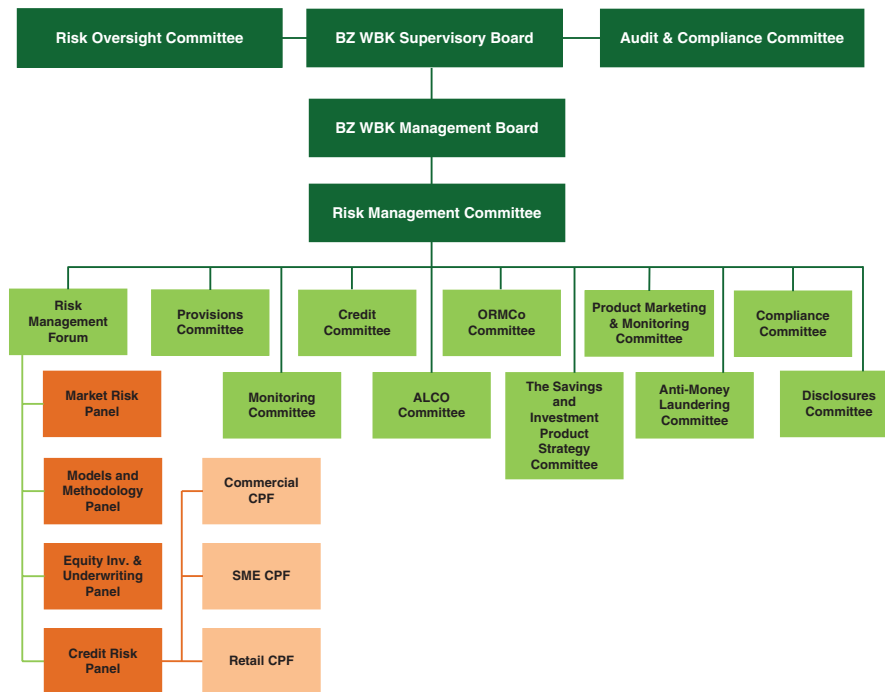 Risk Oversight Committee
BZ WBK Supervisory Board
Audit & Compliance Committee
BZ WBK Management Board
Risk Management Committee
Risk
Management
Forum
Provisions
Committee
Credit
Committee
ORMCo
Committee
Product Marketing
& Monitoring
Committee
Compliance
Committee
Monitoring
Committee
ALCO
Committee
The Savings
and
Investment
Product
Strategy
Committee
Anti-Money
Laundering
Committee
Disclosures
Committee
Market Risk
Panel
Models and
Methodology
Panel
Commercial
CPF
Equity Inv. &
Underwriting
Panel
SME CPF
Credit Risk
Panel
Retail CPF